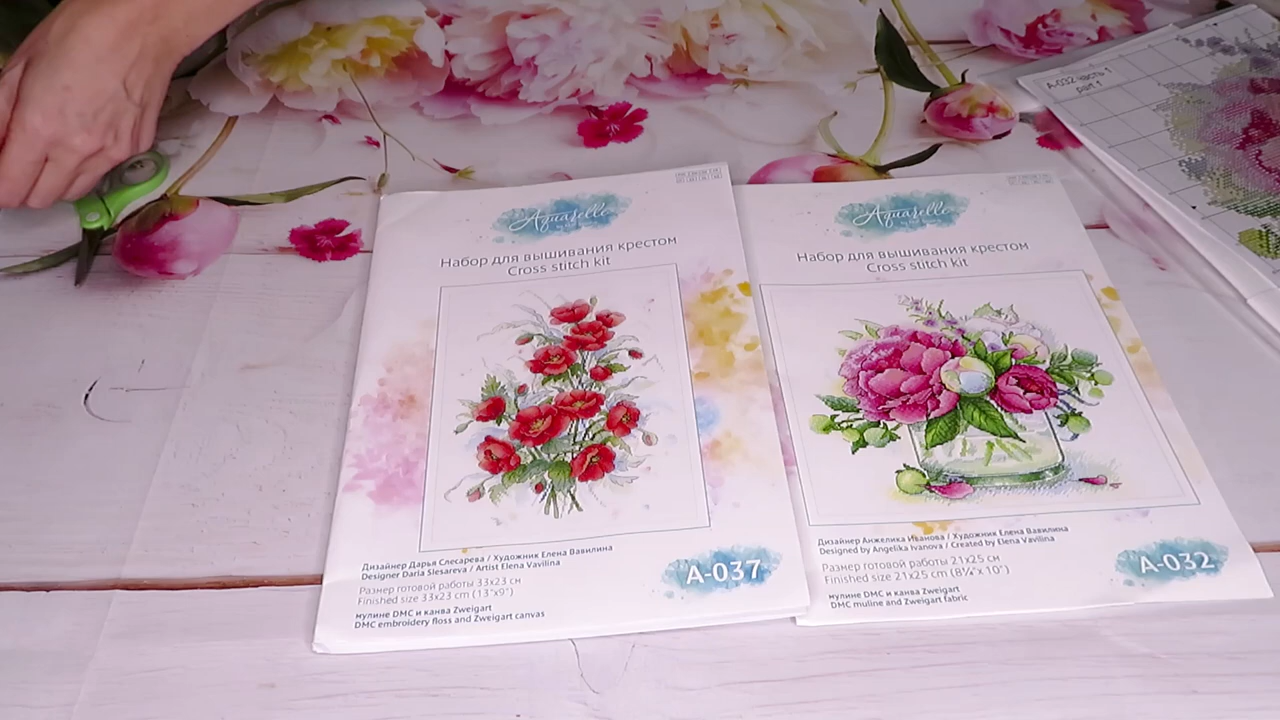 Aquarelle
Набор для вышивания крестом
Cross stitch kit
Дизайнер Дарья Слесарева / Художник Елена Вавилина
Designer Daria Slesareva / Artist Elena Vavilina
Размер готовой работы 33x23 см
Finished size 33x23 cm (13"x9")
мулине DMC и канва Zweigart
DMC embroidery floss and Zweigart canvas
A-037
Aquarelle
Набор для вышивания крестом
Cross stitch kit
Дизайнер Анжелика Иванова / Художник Елена Вавилина
Designed by Angelika Ivanova / Created by Elena Vavilina
Размер готовой работы 21x25 см
Finished size 21x25 cm (8¼"x 10")
мулине DMC и канва Zweigart
DMC muline and Zweigart fabric
A-032
A-032 часть 1
part 1